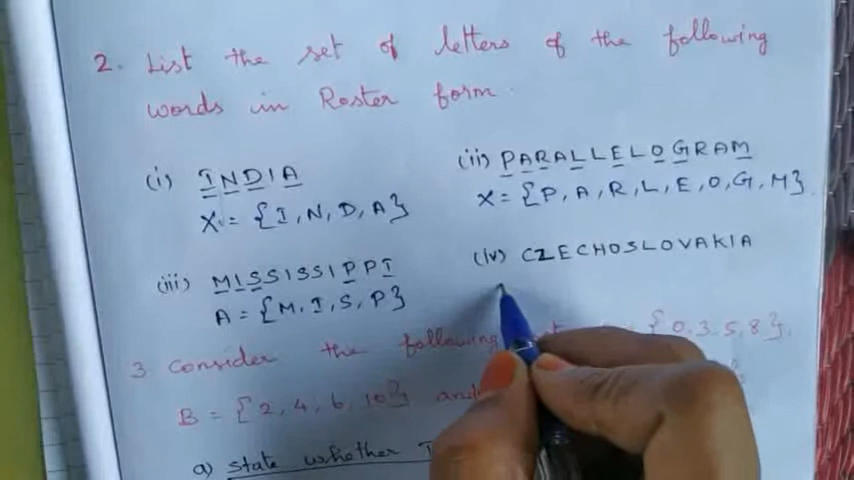 2. List the set of letters of the following
words in Roster form.
(i) INDIA
X = {I, N, D, A}
(ii) PARALLELOGRAM
X = {P, A, R, L, E, O, G, M}.
(iii) MISSISSIPPI
A = {M, I, S, P}
(iv) CZECHOSLOVAKIA
3 Consider the following {0, 3, 5, 8},
B = {2, 4, 6, 10} and
a) state whether